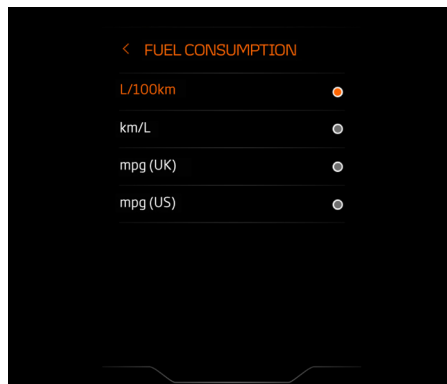 FUEL CONSUMPTION
L/100km
km/L
mpg (UK)
mpg (US)